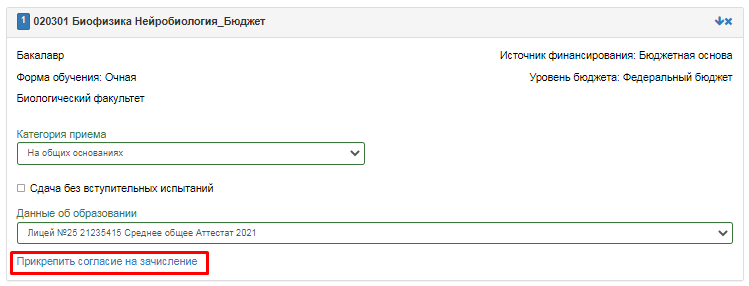 1 020301 Биофизика Нейробиология_Бюджет
Бакалавр Источник финансирования: Бюджетная основа
Форма обучения: Очная Уровень бюджета: Федеральный бюджет
Биологический факультет
Категория приема
На общих основаниях
Сдача без вступительных испытаний
Данные об образовании
Лицей №25 21235415 Среднее общее Аттестат 2021
Прикрепить согласие на зачисление